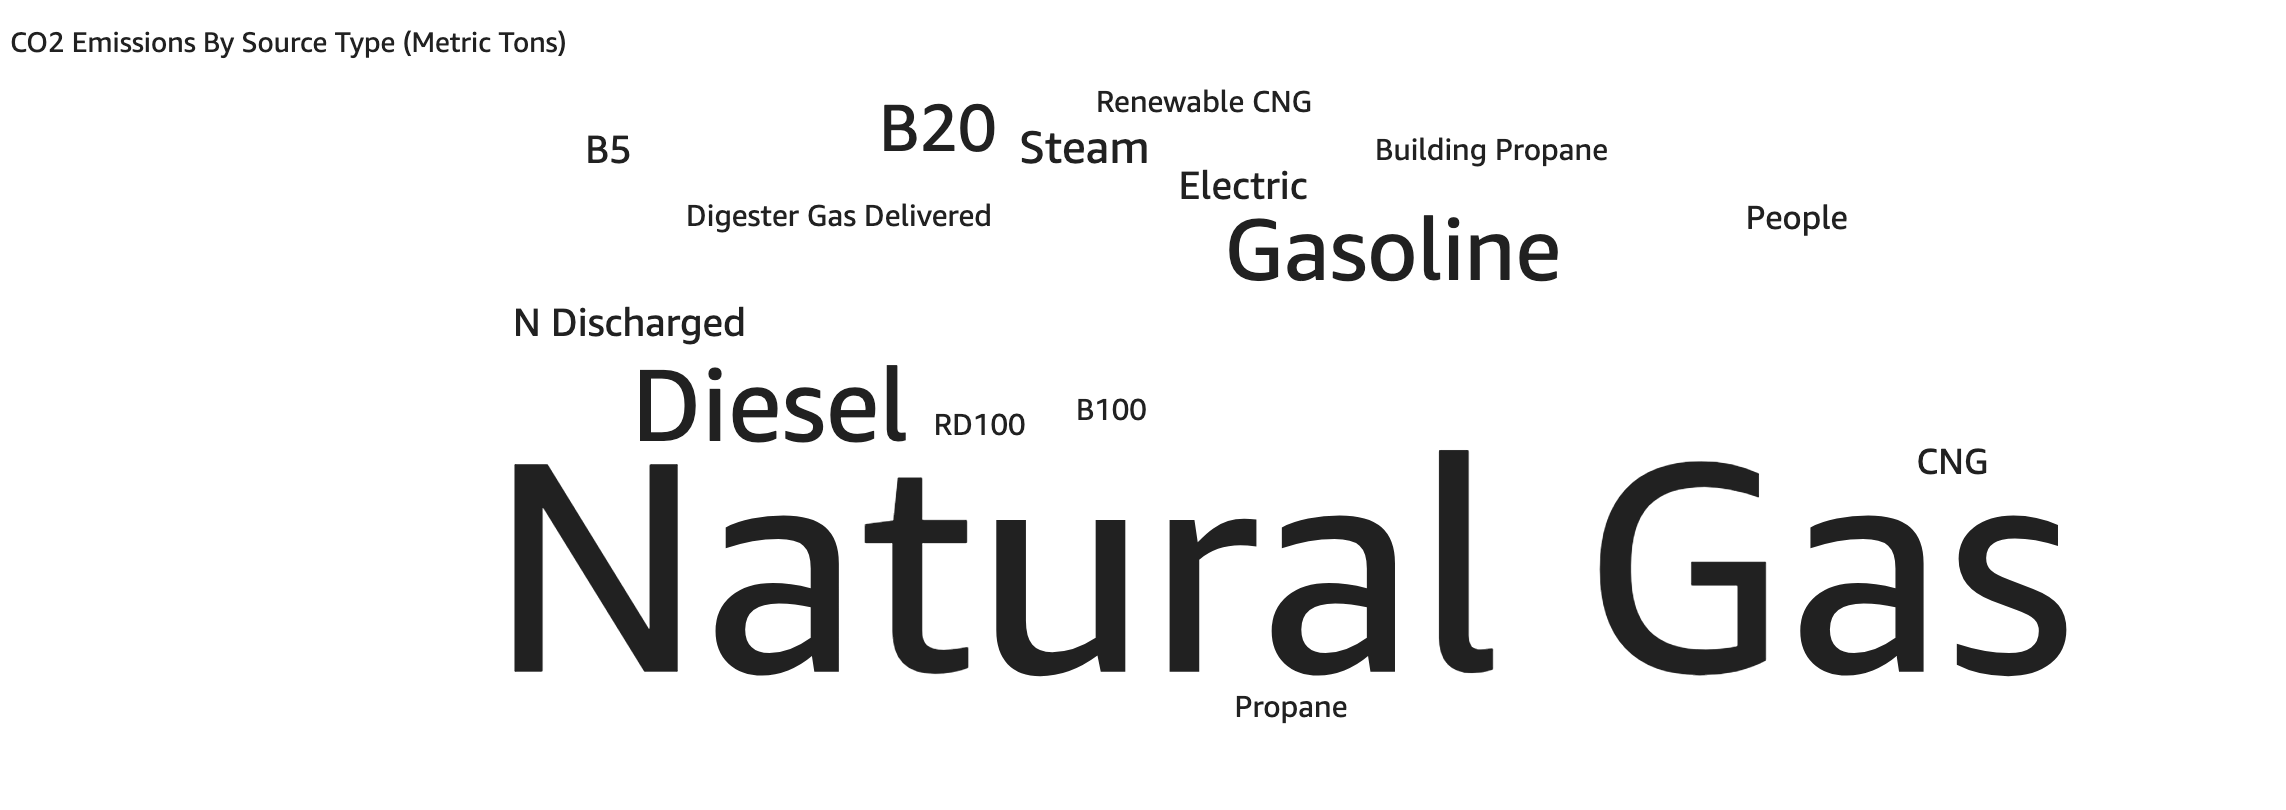 CO2 Emissions By Source Type (Metric Tons)
Renewable CNG
B20
B5
Steam
Building Propane
Electric
Digester Gas Delivered
People
Gasoline
N Discharged
Diesel
RD100
B100
CNG
Natural Gas
Propane